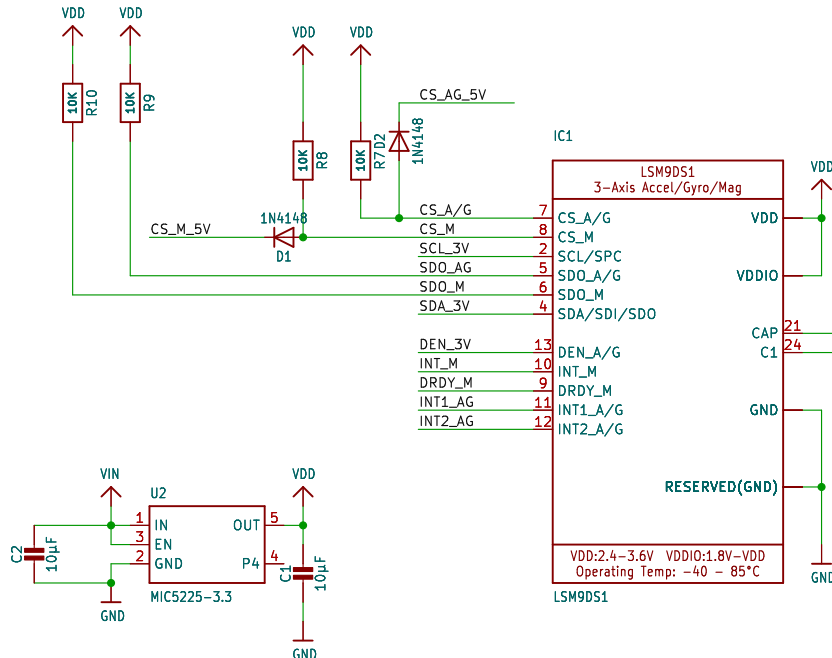 VDD
VDD
VDD
VDD
10K
R10
10K
R9
10K
R8
10K
R7
D2
1N4148
CS_AG_5V
IC1
LSM9DS1
3-Axis Accel/Gyro/Mag
VDD
CS_M_5V
1N4148
D1
CS_A/G
7
CS_A/G
VDD
CS_M
8
CS_M
SCL_3V
2
SCL/SPC
SDO_AG
5
SDO_A/G
VDDIO
SDO_M
6
SDO_M
SDA_3V
4
SDA/SDI/SDO
CAP
21
DEN_3V
13
DEN_A/G
C1
24
INT_M
10
INT_M
DRDY_M
9
DRDY_M
INT1_AG
11
INT1_A/G
GND
INT2_AG
12
INT2_A/G
RESERVED(GND)
VDD:2.4-3.6V VDDIO:1.8V-VDD
Operating Temp: -40 - 85°C
LSM9DS1
GND
VIN
U2
VDD
C2
10µF
1
IN
3
EN
2
GND
OUT
5
P4
4
C1
10µF
MIC5225-3.3
GND
GND